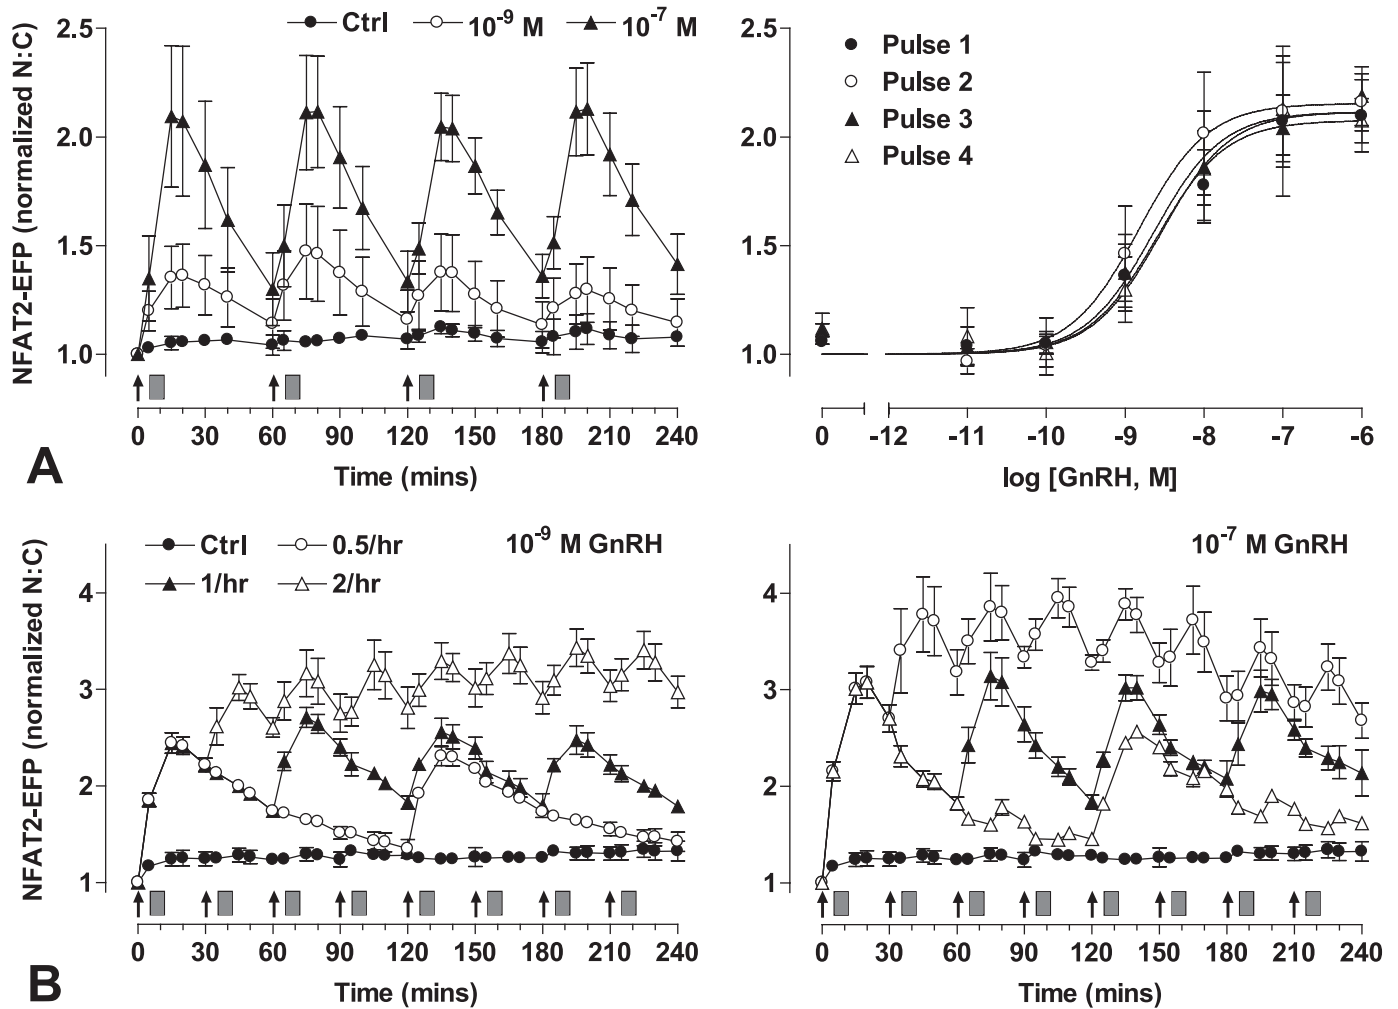 Ctrl 10⁻⁹ M 10⁻⁷ M
NFAT2-EFP (normalized N:C)
2.5
2.0
1.5
1.0
0 30 60 90 120 150 180 210 240
Time (mins)
A
Pulse 1
Pulse 2
Pulse 3
Pulse 4
2.5
2.0
1.5
1.0
0 -12 -11 -10 -9 -8 -7 -6
log [GnRH, M]
Ctrl 0.5/hr
1/hr 2/hr
10⁻⁹ M GnRH
NFAT2-EFP (normalized N:C)
4
3
2
1
0 30 60 90 120 150 180 210 240
Time (mins)
B
10⁻⁷ M GnRH
4
3
2
1
0 30 60 90 120 150 180 210 240
Time (mins)